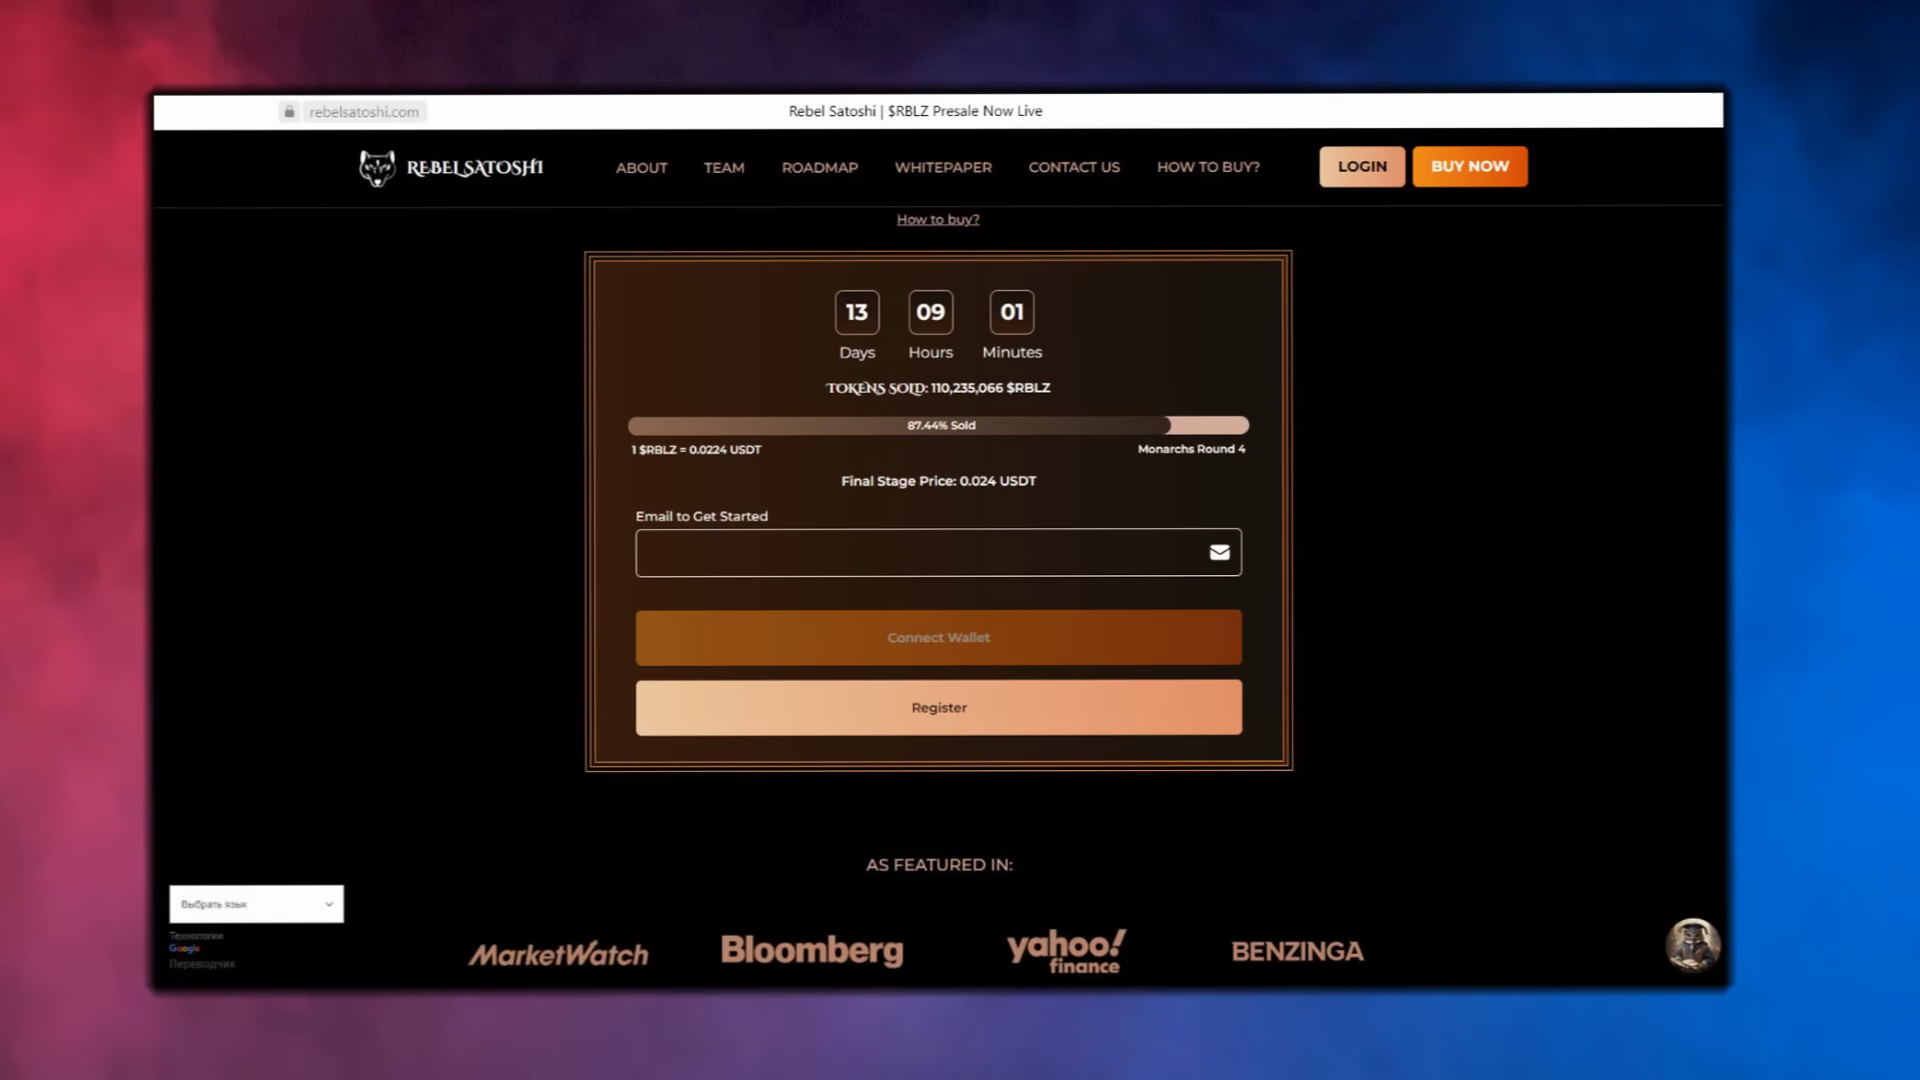 rebelsatoshi.com
Rebel Satoshi | $RBLZ Presale Now Live
REBEL SATOSHI
ABOUT
TEAM
ROADMAP
WHITEPAPER
CONTACT US
HOW TO BUY?
LOGIN
BUY NOW
How to buy?
13 09 01
Days Hours Minutes
TOKENS SOLD: 110,235,066 $RBLZ
87.44% Sold
1 $RBLZ = 0.0224 USDT
Monarchs Round 4
Final Stage Price: 0.024 USDT
Email to Get Started
Connect Wallet
Register
AS FEATURED IN:
Выбрать язык
Технологии
Google
Переводчик
MarketWatch
Bloomberg
yahoo!
finance
BENZINGA